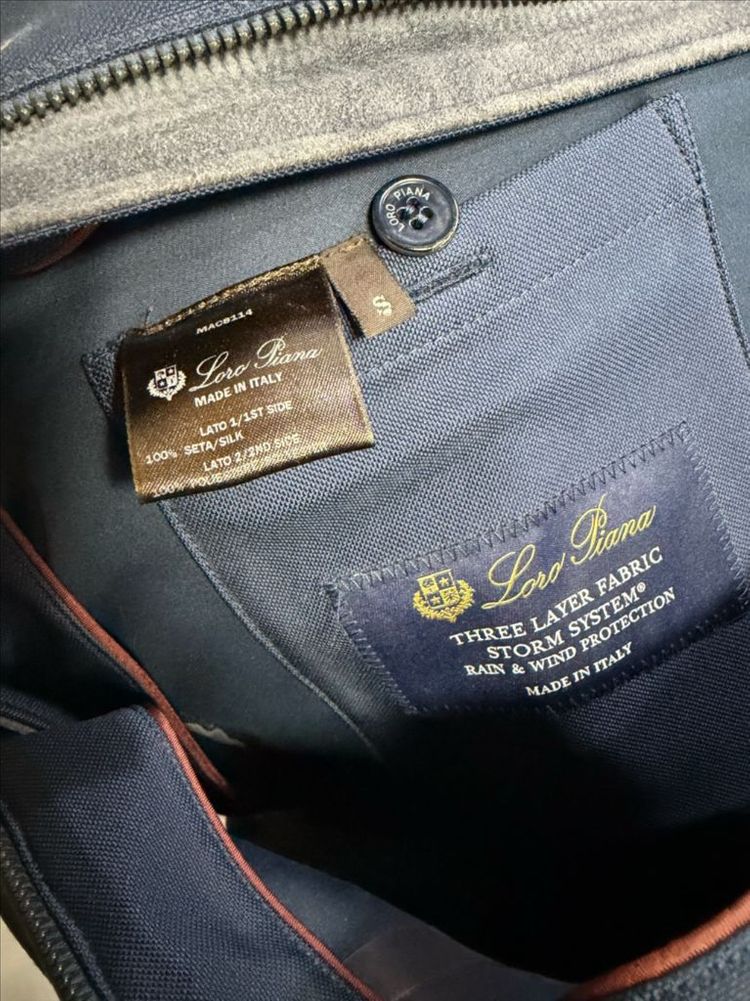 LORO PIANA
S
MAC8114
Loro Piana
MADE IN ITALY
LATO 1/1ST SIDE
100% SETA/SILK
LATO 2/2ND SIDE
100%
Loro Piana
THREE LAYER FABRIC
STORM SYSTEM®
RAIN & WIND PROTECTION
MADE IN ITALY